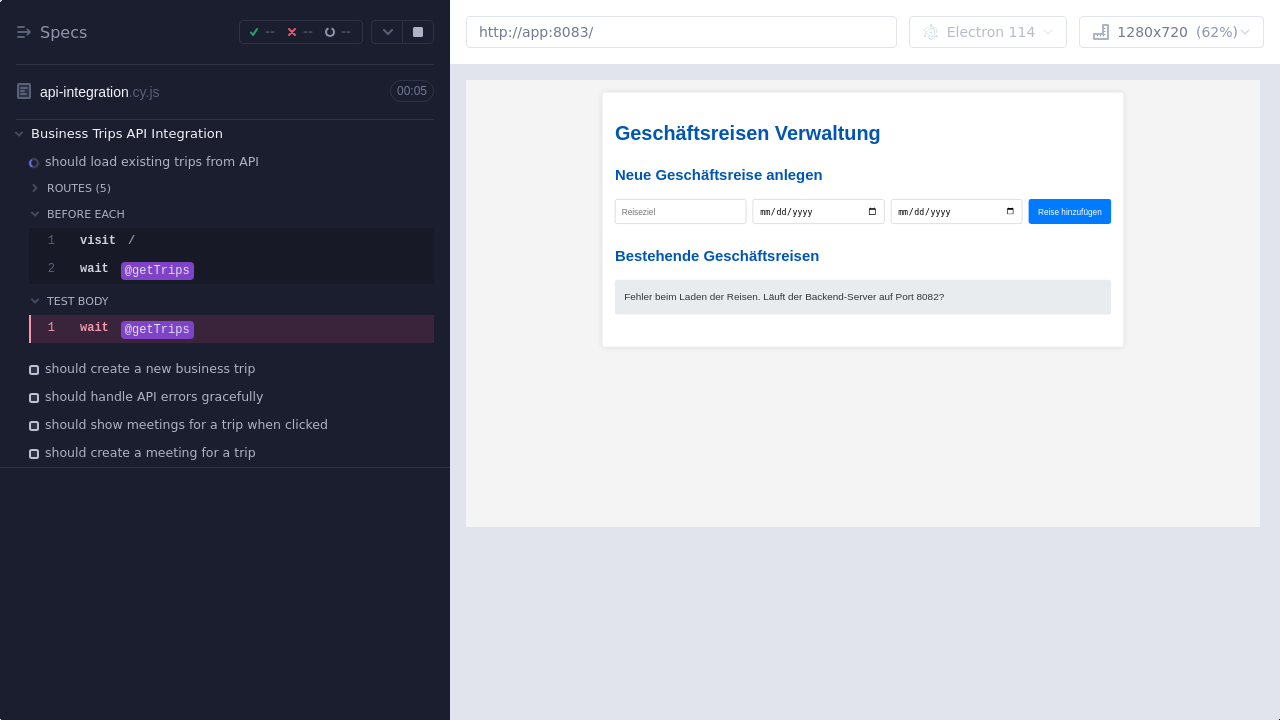 Specs
--
--
--
api-integration.cy.js
00:05
Business Trips API Integration
should load existing trips from API
ROUTES (5)
BEFORE EACH
1 visit /
2 wait @getTrips
TEST BODY
1 wait @getTrips
should create a new business trip
should handle API errors gracefully
should show meetings for a trip when clicked
should create a meeting for a trip
http://app:8083/
Electron 114
1280x720 (62%)
Geschäftsreisen Verwaltung
Neue Geschäftsreise anlegen
Reiseziel
mm/dd/yyyy
mm/dd/yyyy
Reise hinzufügen
Bestehende Geschäftsreisen
Fehler beim Laden der Reisen. Läuft der Backend-Server auf Port 8082?